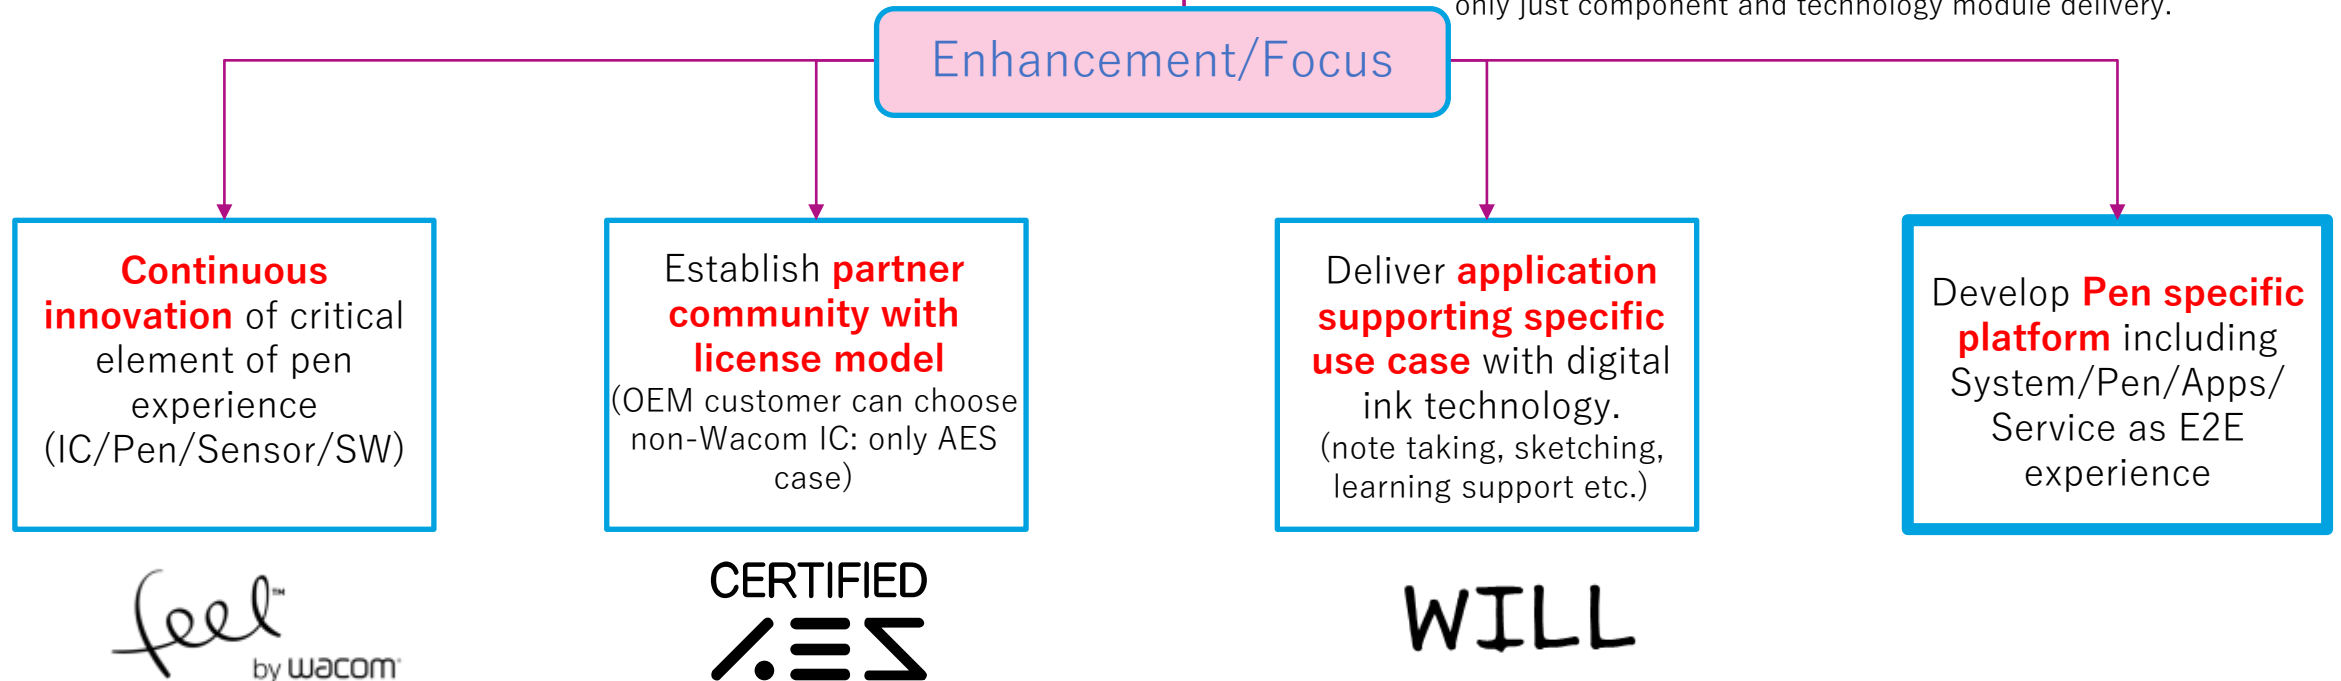 only just component and technology module delivery.
Enhancement/Focus
Continuous
innovation of critical
element of pen
experience
(IC/Pen/Sensor/SW)
Establish partner
community with
license model
(OEM customer can choose
non-Wacom IC: only AES
case)
Deliver application
supporting specific
use case with digital
ink technology.
(note taking, sketching,
learning support etc.)
Develop Pen specific
platform including
System/Pen/Apps/
Service as E2E
experience
feel™
by wacom
CERTIFIED
AES
WILL